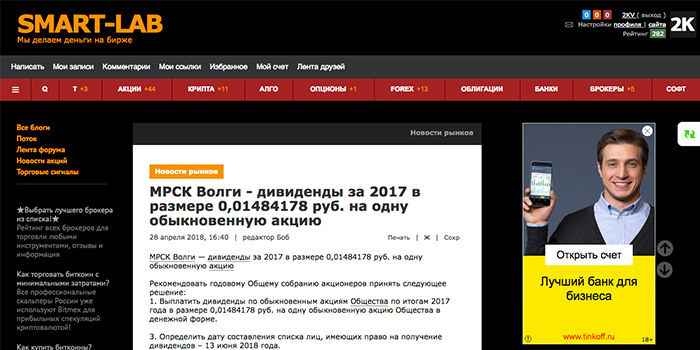 SMART-LAB
Мы делаем деньги на бирже
0 0 0 2KV ( выход )
Настройки профиля | сайта
Рейтинг 282
2K
Написать Мои записи Комментарии Мои ссылки Избранное Мой счет Лента друзей
Q T +3 АКЦИИ +44 КРИПТА +11 АЛГО ОПЦИОНЫ +1 FOREX +13 ОБЛИГАЦИИ БАНКИ БРОКЕРЫ +5 СОФТ
Все блоги
Поток
Лента форума
Новости акций
Торговые сигналы
★Выбрать лучшего брокера
из списка!★
Рейтинг всех брокеров для
торговли любыми
инструментами, отзывы и
информация
Как торговать биткоин с
минимальными затратами?
Все профессиональные
скальперы России уже
используют Bitmex для
прибыльных спекуляций
криптовалютой!
Как купить биткоины?
Новости рынков
Новости рынков
МРСК Волги - дивиденды за 2017 в
размере 0,01484178 руб. на одну
обыкновенную акцию
28 апреля 2018, 16:40 | редактор Боб
Печать | Ж | Сохр
МРСК Волги — дивиденды за 2017 в размере 0,01484178 руб. на одну
обыкновенную акцию
Рекомендовать годовому Общему собранию акционеров принять следующее
решение:
1. Выплатить дивиденды по обыкновенным акциям Общества по итогам 2017
года в размере 0,01484178 руб. на одну обыкновенную акцию Общества в
денежной форме.
3. Определить дату составления списка лиц, имеющих право на получение
дивидендов – 13 июня 2018 года.
Открыть счет
Лучший банк для
бизнеса
www.tinkoff.ru
18+